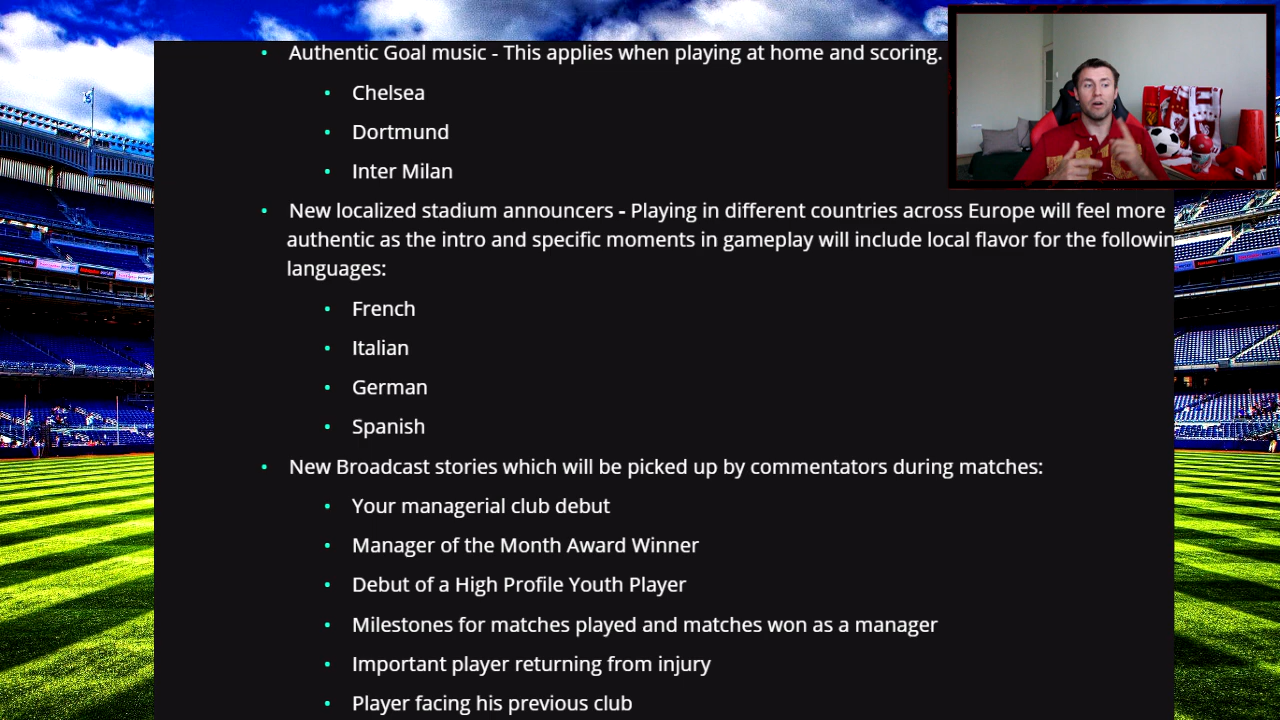 Authentic Goal music - This applies when playing at home and scoring.
Chelsea
Dortmund
Inter Milan
New localized stadium announcers - Playing in different countries across Europe will feel more
authentic as the intro and specific moments in gameplay will include local flavor for the followin
languages:
French
Italian
German
Spanish
New Broadcast stories which will be picked up by commentators during matches:
Your managerial club debut
Manager of the Month Award Winner
Debut of a High Profile Youth Player
Milestones for matches played and matches won as a manager
Important player returning from injury
Player facing his previous club